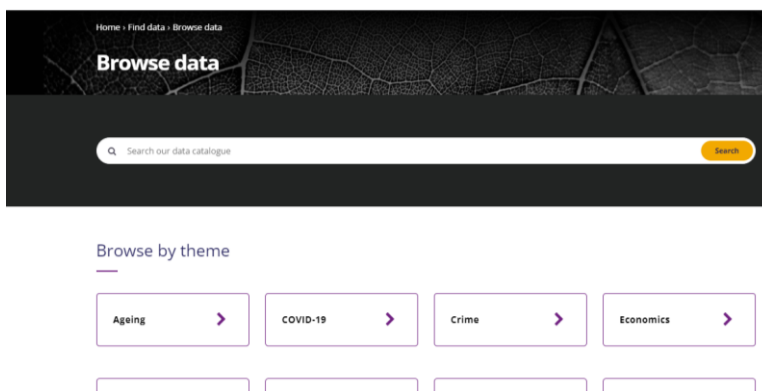 Home › Find data › Browse data
Browse data
Search our data catalogue
Search
Browse by theme
Ageing
COVID-19
Crime
Economics